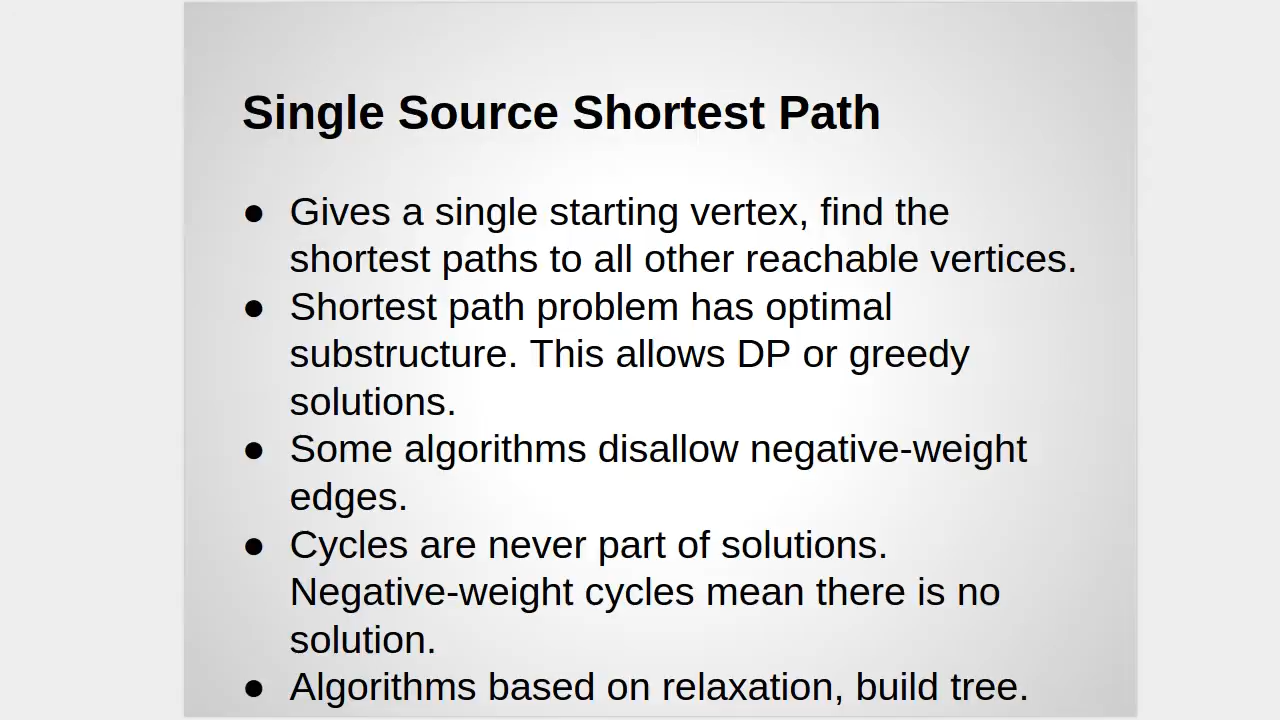 Single Source Shortest Path
● Gives a single starting vertex, find the
shortest paths to all other reachable vertices.
● Shortest path problem has optimal
substructure. This allows DP or greedy
solutions.
● Some algorithms disallow negative-weight
edges.
● Cycles are never part of solutions.
Negative-weight cycles mean there is no
solution.
● Algorithms based on relaxation, build tree.